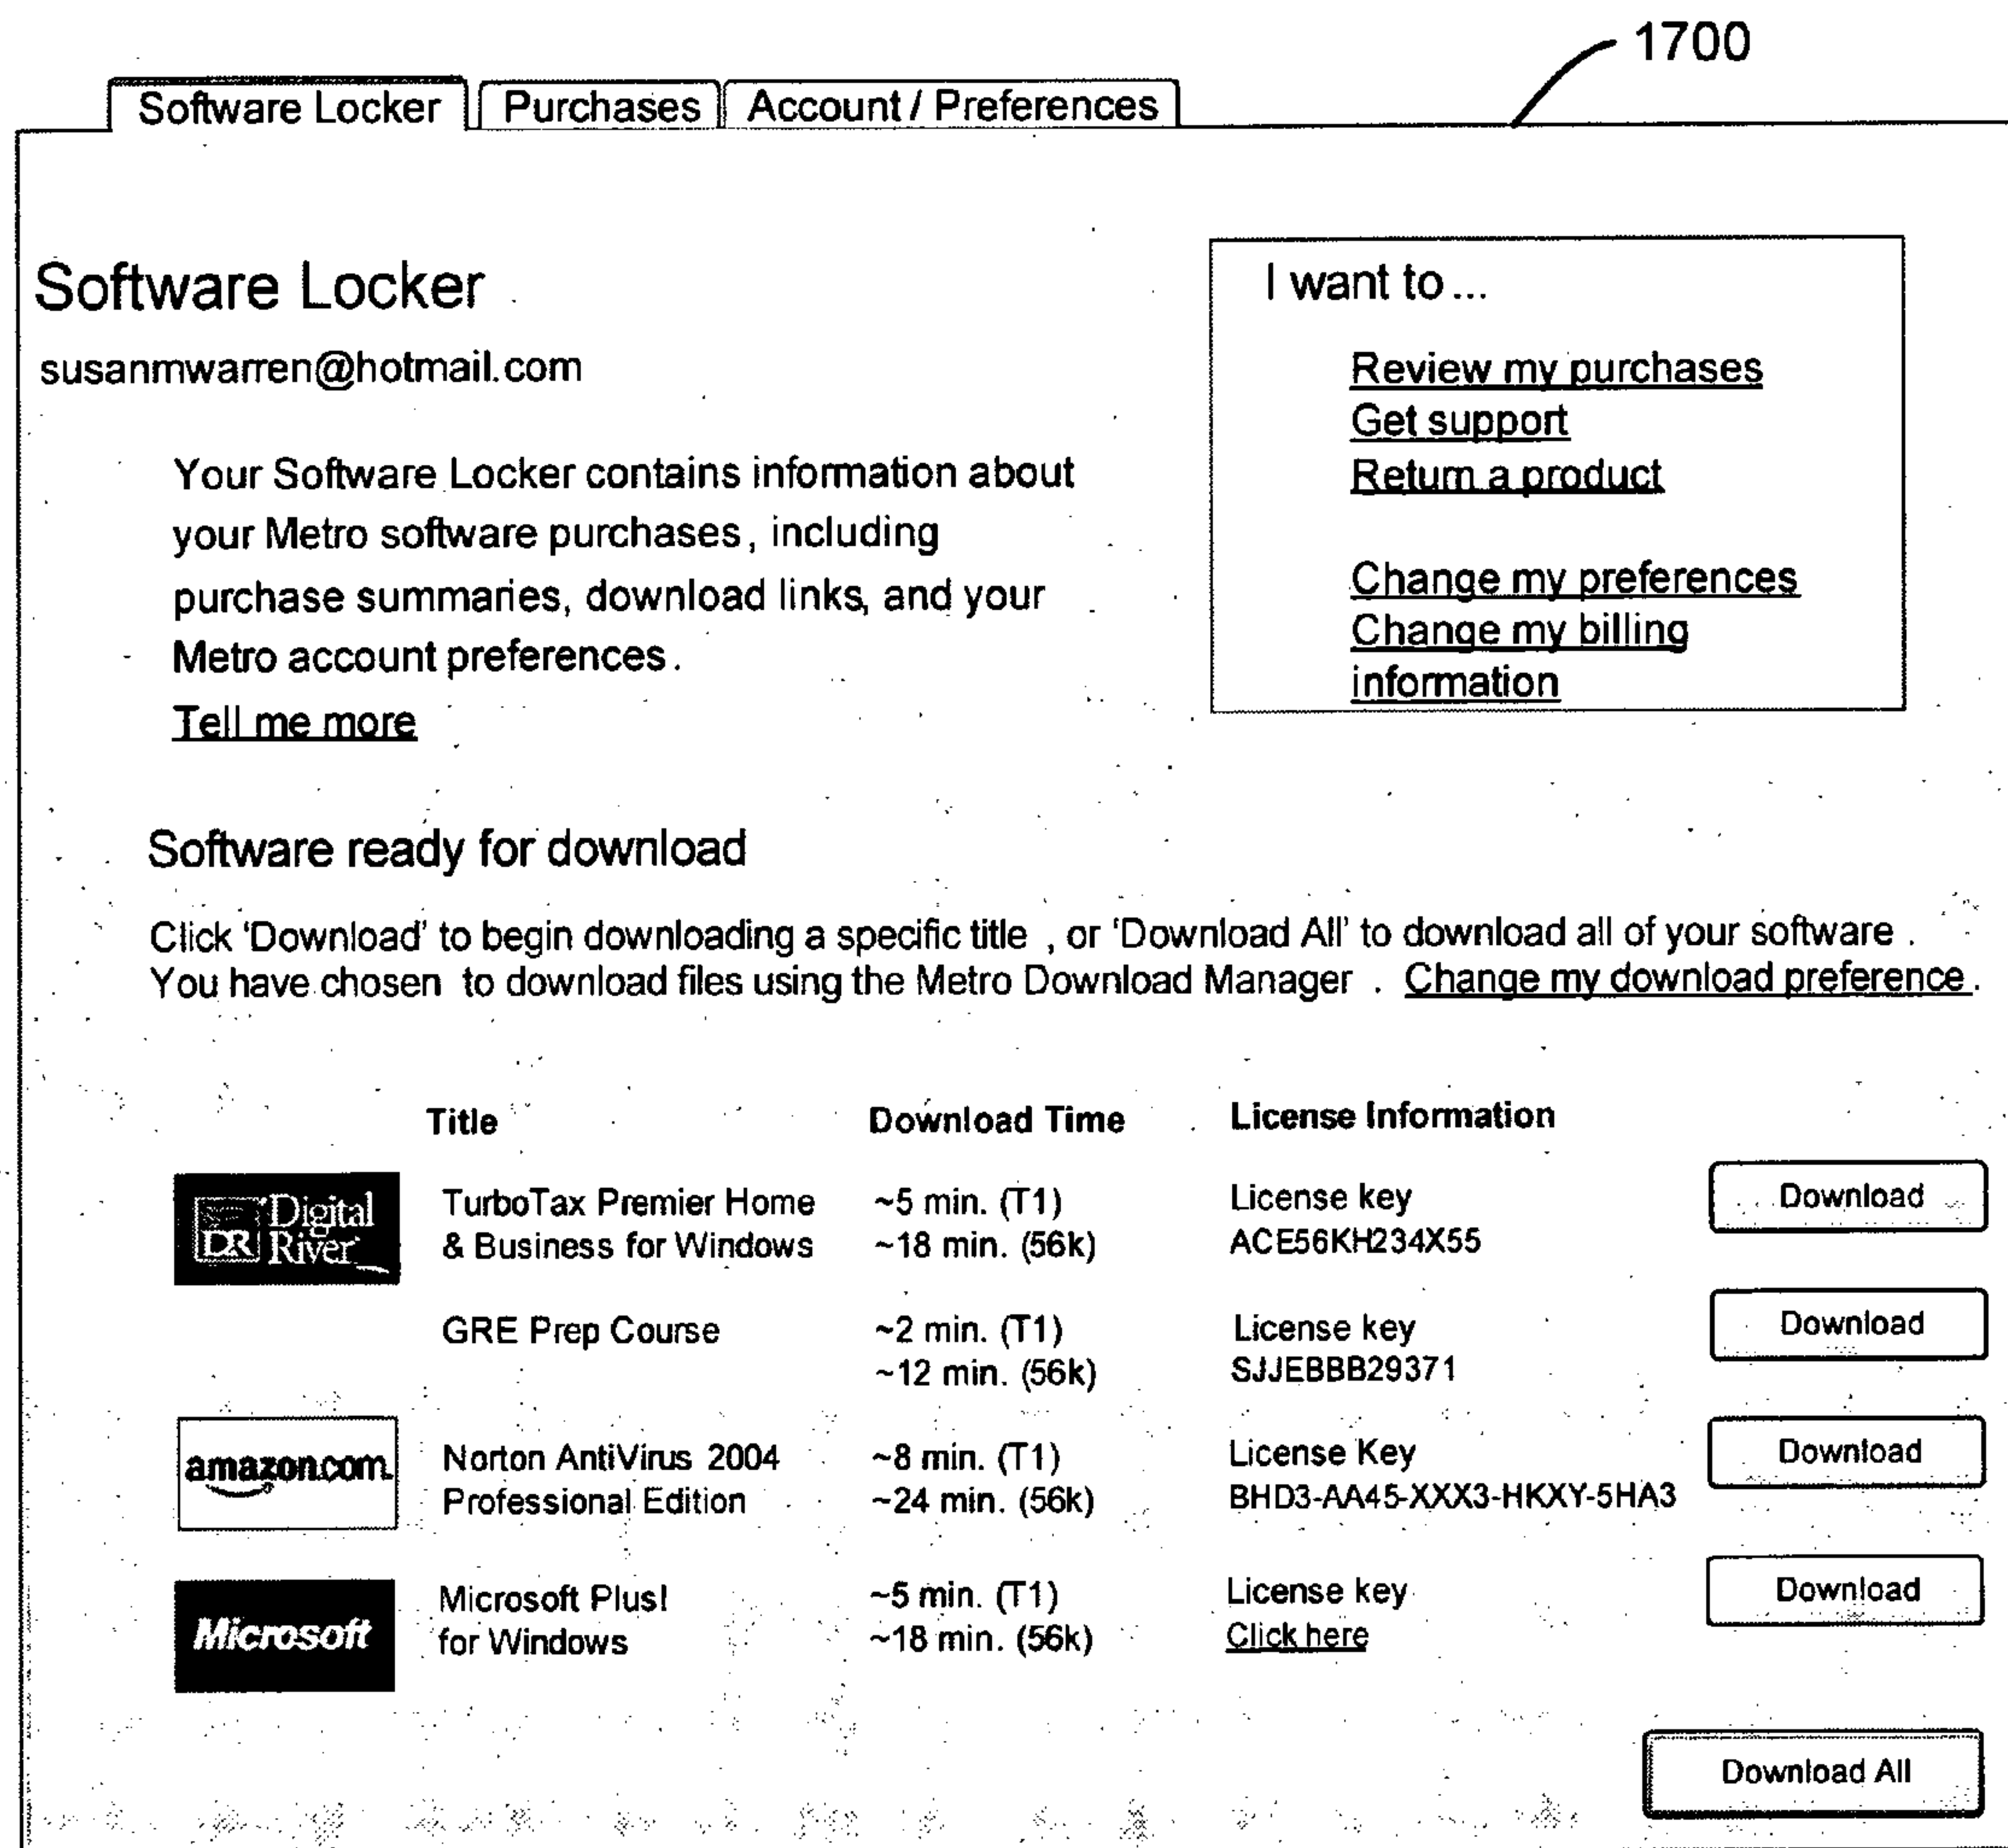 1700
Software Locker Purchases Account / Preferences
Software Locker
susanmwarren@hotmail.com
Your Software Locker contains information about
your Metro software purchases, including
purchase summaries, download links, and your
Metro account preferences.
Tell me more
I want to...
Review my purchases
Get support
Return a product
Change my preferences
Change my billing
information
Software ready for download
Click 'Download' to begin downloading a specific title , or 'Download All' to download all of your software .
You have chosen to download files using the Metro Download Manager . Change my download preference .
Title Download Time License Information
DR Digital River
TurboTax Premier Home ~5 min. (T1) License key Download
& Business for Windows ~18 min. (56k) ACE56KH234X55
GRE Prep Course ~2 min. (T1) License key Download
~12 min. (56k) SJJEBBB29371
amazon.com.
Norton AntiVirus 2004 ~8 min. (T1) License Key Download
Professional Edition ~24 min. (56k) BHD3-AA45-XXX3-HKXY-5HA3
Microsoft
Microsoft Plus! ~5 min. (T1) License key Download
for Windows ~18 min. (56k) Click here
Download All